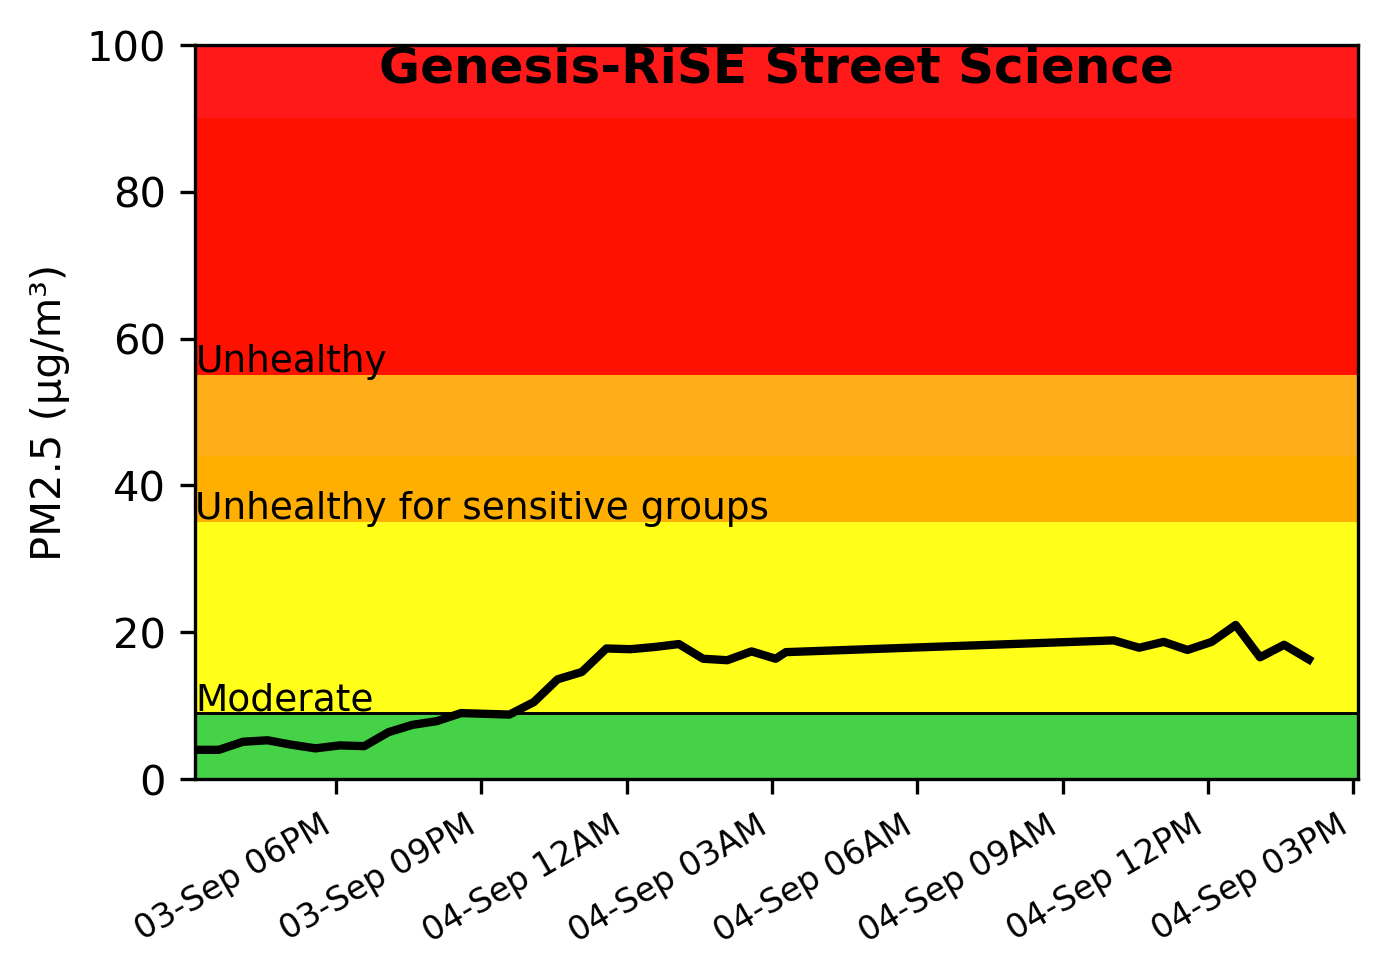 Genesis-RiSE Street Science
PM2.5 (µg/m³)
100
80
60
40
20
0
Unhealthy
Unhealthy for sensitive groups
Moderate
03-Sep 06PM
03-Sep 09PM
04-Sep 12AM
04-Sep 03AM
04-Sep 06AM
04-Sep 09AM
04-Sep 12PM
04-Sep 03PM